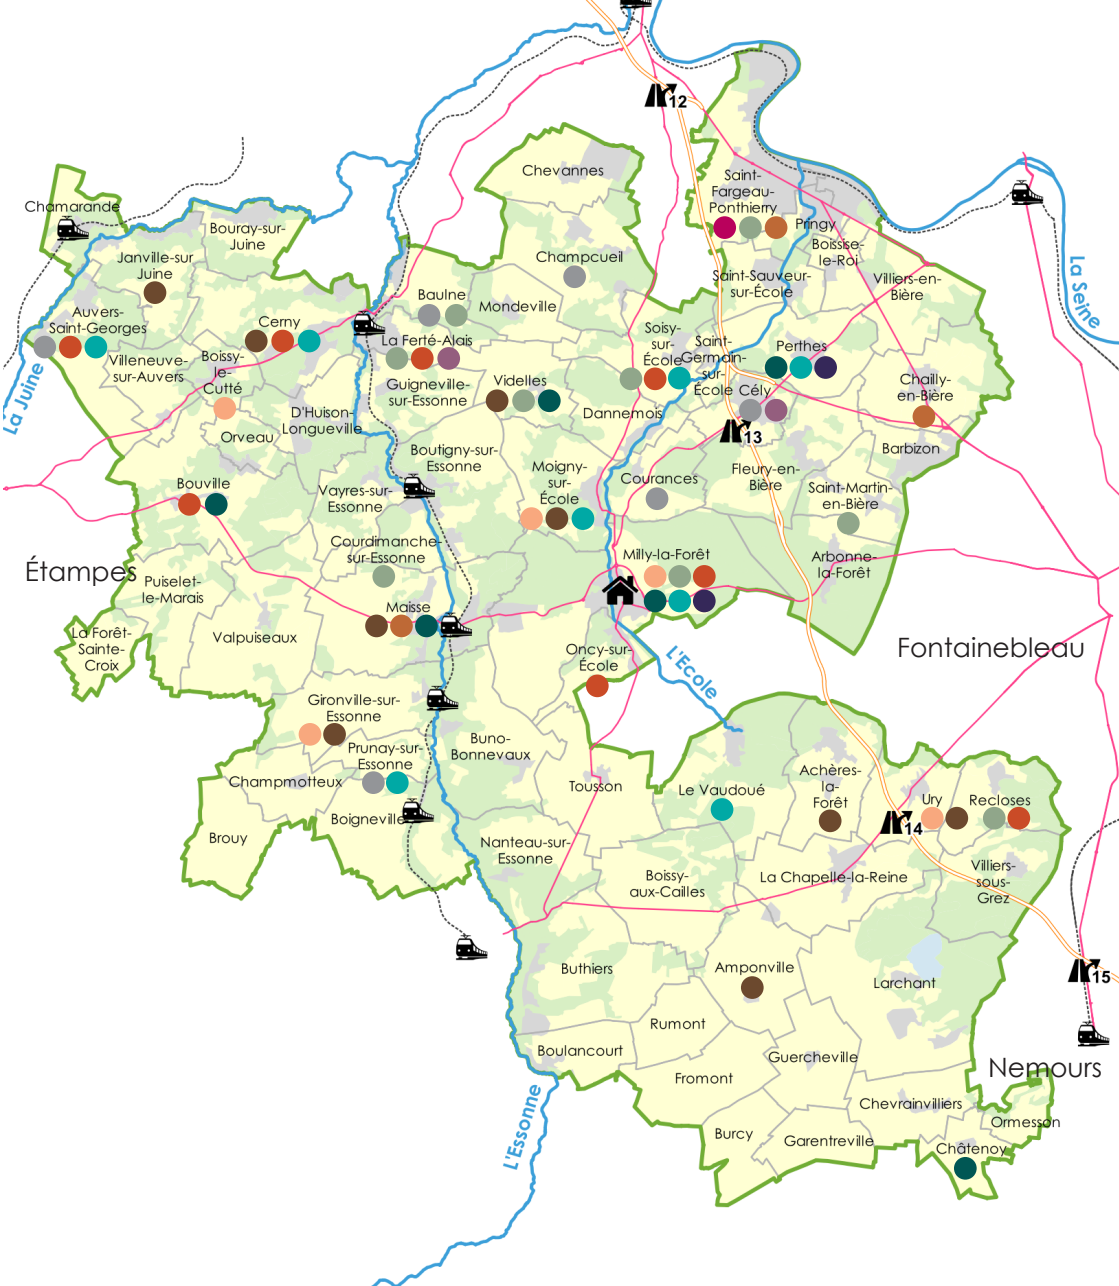 12
Chevannes
Saint-
Fargeau-
Ponthierry
Chamarande
Bouray-sur-
Juine
Pringy
Boissise-
le-Roi
Janville-sur
Juine
Champcueil
Saint-Sauveur-
sur-École
Villiers-en-
Bière
La Seine
Baulne
Mondeville
Auvers-
Saint-Georges
Cerny
La Ferté-Alais
Soisy-
sur-
École
Saint-
Germain-
sur-
École
Perthes
Villeneuve-
sur-Auvers
Boissy-
le-
Cutté
Guigneville-
sur-Essonne
Videlles
Cély
Chailly-
en-Bière
La Juine
D'Huison-
Longueville
Dannemois
Orveau
13
Barbizon
Boutigny-sur-
Essonne
Moigny-
sur-
École
Courances
Fleury-en-
Bière
Saint-Martin-
en-Bière
Bouville
Vayres-sur-
Essonne
Courdimanche-
sur-Essonne
Milly-la-Forêt
Arbonne-
la-Forêt
Étampes
Puiselet-
le-Marais
Maisse
Valpuiseaux
La Forêt-
Sainte-
Croix
Oncy-sur-
École
L'Ecole
Fontainebleau
Gironville-sur-
Essonne
Buno-
Bonnevaux
Prunay-sur-
Essonne
Champmotteux
Tousson
Le Vaudoué
Achères-
la-
Forêt
Ury
Recloses
Boigneville
14
Brouy
Nanteau-sur-
Essonne
Boissy-
aux-Cailles
La Chapelle-la-Reine
Villiers-
sous-
Grez
Buthiers
Amponville
Larchant
15
Rumont
Boulancourt
Guercheville
Nemours
Fromont
Chevrainvilliers
Ormesson
L'Essonne
Burcy
Garentreville
Châtenoy